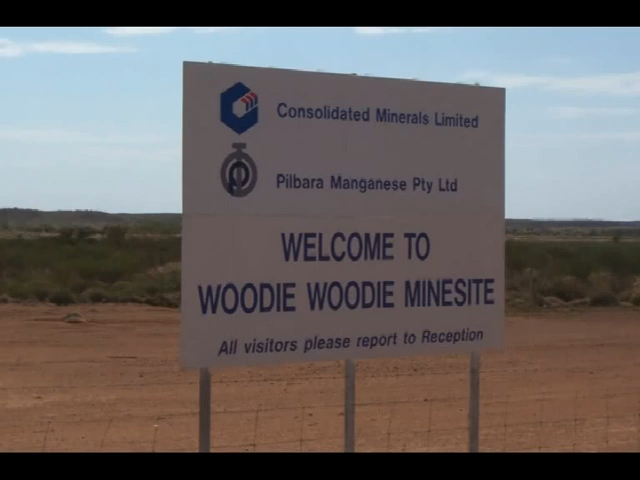 Consolidated Minerals Limited
Pilbara Manganese Pty Ltd
WELCOME TO
WOODIE WOODIE MINESITE
All visitors please report to Reception